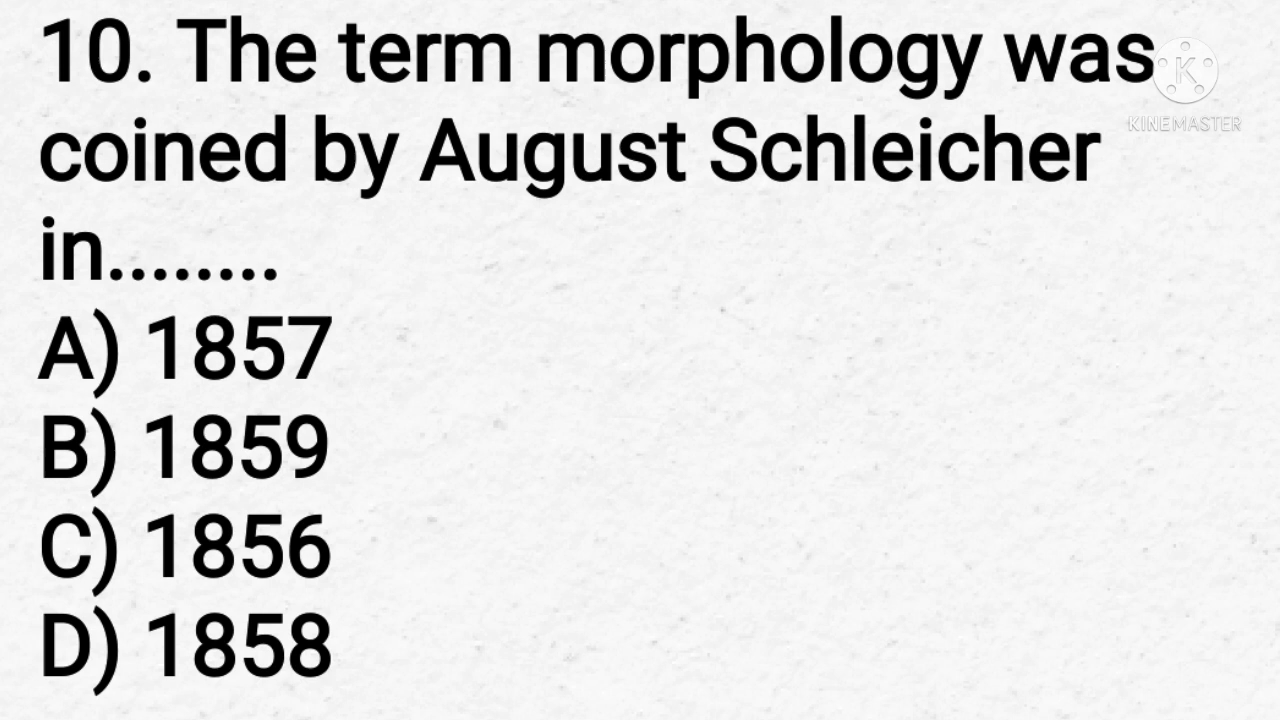 10. The term morphology was
coined by August Schleicher
in........
A) 1857
B) 1859
C) 1856
D) 1858
K
KINEMASTER